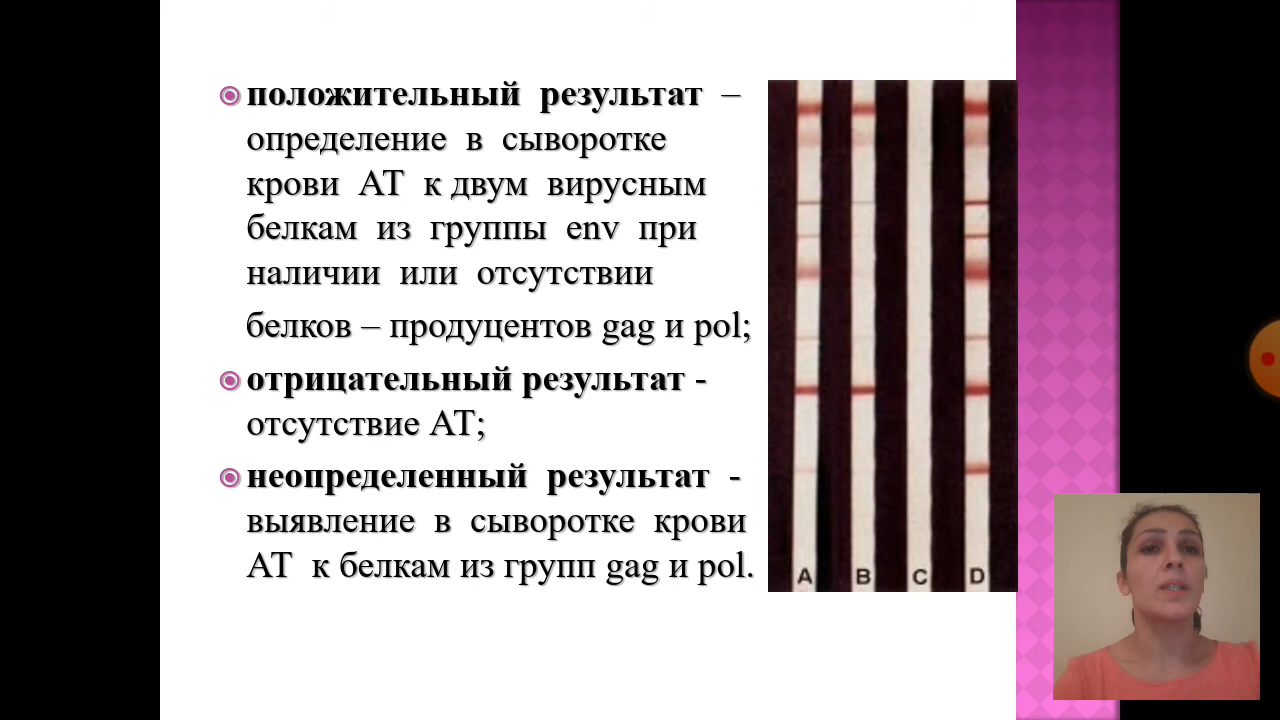 положительный результат –
определение в сыворотке
крови АТ к двум вирусным
белкам из группы env при
наличии или отсутствии
белков – продуцентов gag и pol;
отрицательный результат -
отсутствие АТ;
неопределенный результат -
выявление в сыворотке крови
АТ к белкам из групп gag и pol.
A B C D